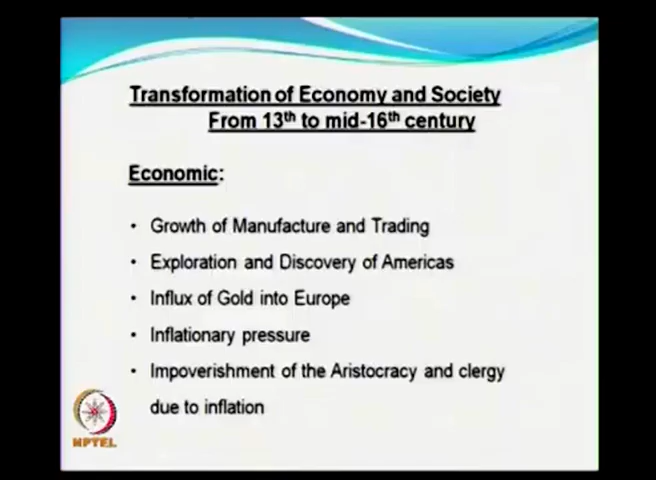 Transformation of Economy and Society
From 13th to mid-16th century
Economic:
• Growth of Manufacture and Trading
• Exploration and Discovery of Americas
• Influx of Gold into Europe
• Inflationary pressure
• Impoverishment of the Aristocracy and clergy
due to inflation
NPTEL